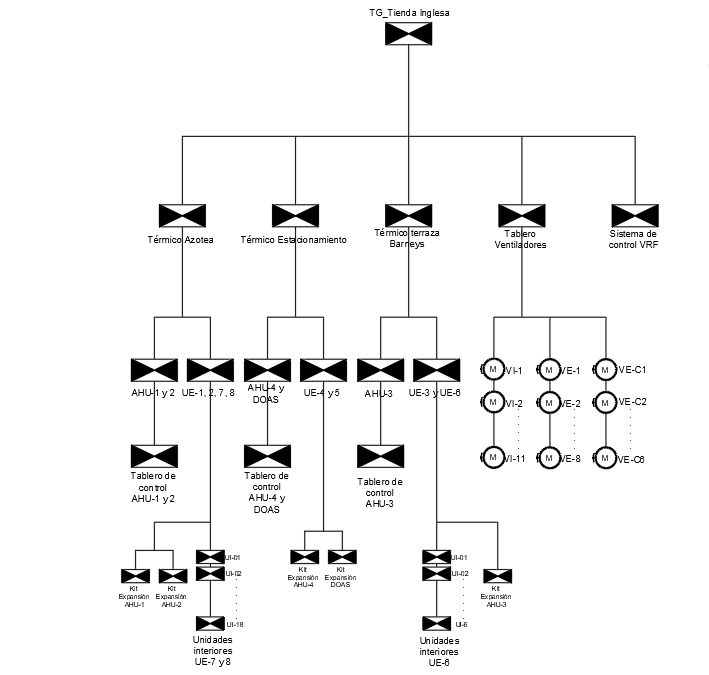 TG_Tienda Inglesa
Térmico Azotea
Térmico Estacionamiento
Térmico terraza
Barneys
Tablero
Ventiladores
Sistema de
control VRF
AHU-1 y 2
UE-1, 2, 7, 8
AHU-4 y
DOAS
UE-4 y 5
AHU-3
UE-3 y UE-6
M
VI-1
M
VE-1
M
VE-C1
M
VI-2
M
VE-2
M
VE-C2
M
VI-11
M
VE-8
M
VE-C6
Tablero de
control
AHU-1 y 2
Tablero de
control
AHU-4 y
DOAS
Tablero de
control
AHU-3
Kit
Expansión
AHU-1
Kit
Expansión
AHU-2
UI-01
UI-02
UI-18
Unidades
interiores
UE-7 y 8
Kit
Expansión
AHU-4
Kit
Expansión
DOAS
UI-01
UI-02
UI-6
Unidades
interiores
UE-6
Kit
Expansión
AHU-3